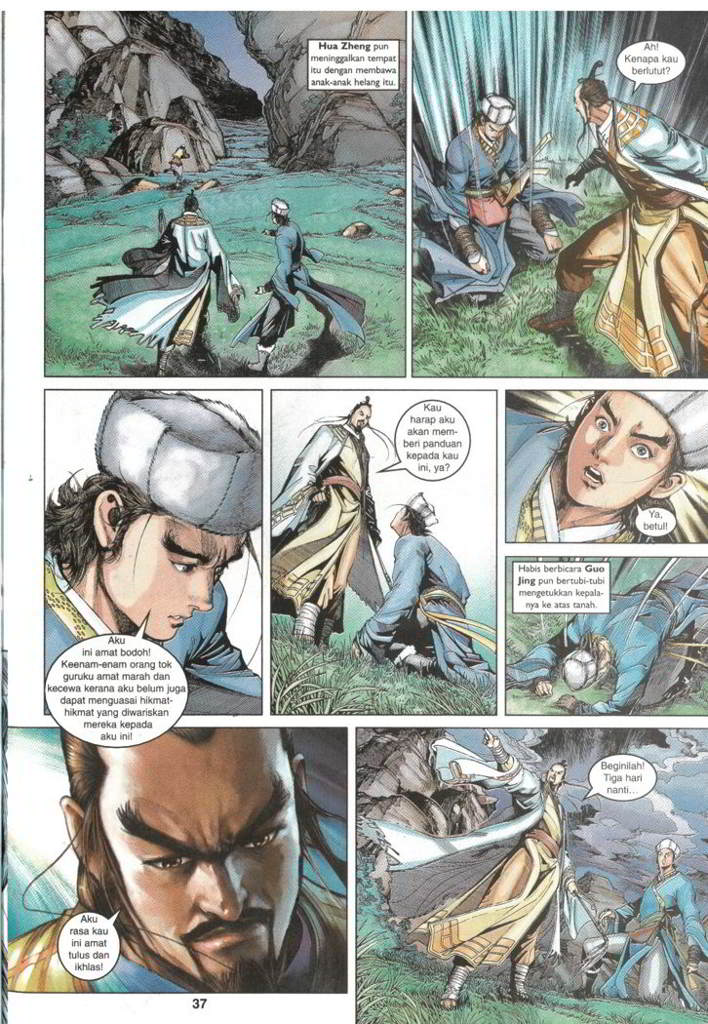 Hua Zheng pun
meninggalkan tempat
itu dengan membawa
anak-anak helang itu.
Ah!
Kenapa kau
berlutut?
Aku
ini amat bodoh!
Keenam-enam orang tok
guruku amat marah dan
kecewa kerana aku belum juga
dapat menguasai hikmat-
hikmat yang diwariskan
mereka kepada
aku ini!
Kau
harap aku
akan mem-
beri panduan
kepada kau
ini, ya?
Ya,
betul!
Habis berbicara Guo
Jing pun bertubi-tubi
mengetukkan kepala-
nya ke atas tanah.
Aku
rasa kau
ini amat
tulus dan
ikhlas!
Beginilah!
Tiga hari
nanti...
37